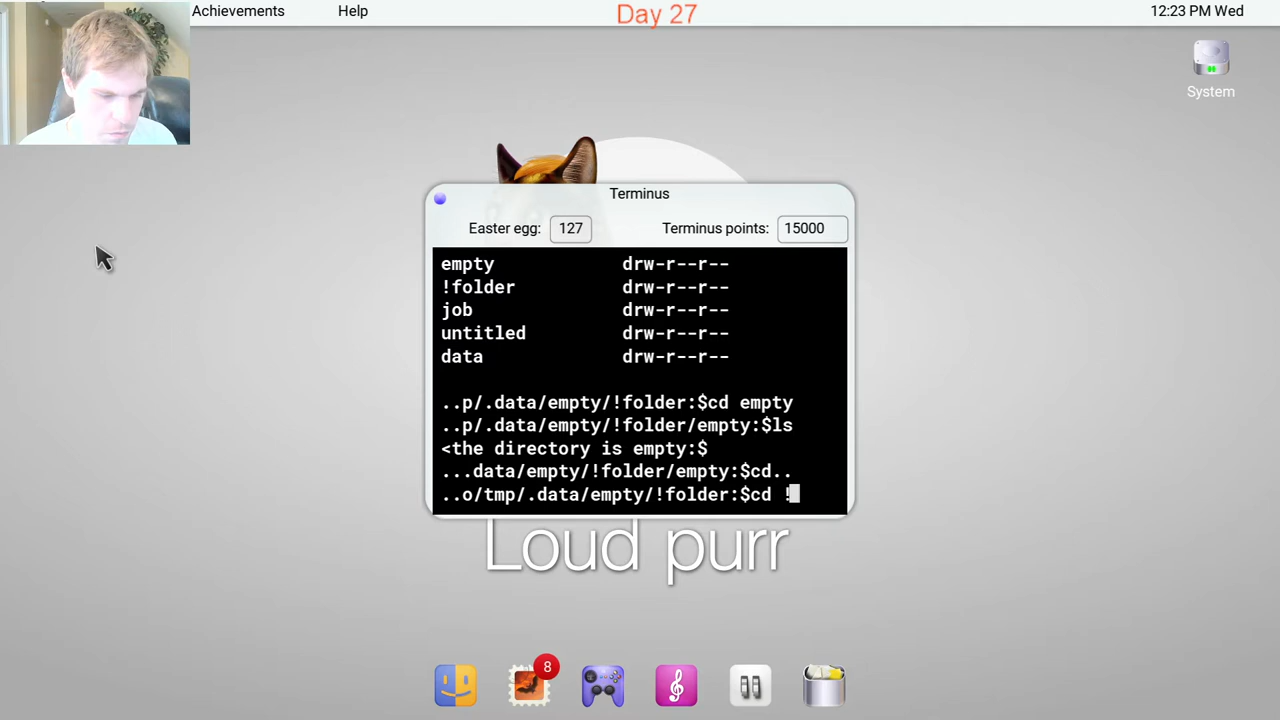 Achievements Help Day 27 12:23 PM Wed
System
Terminus
Easter egg: 127 Terminus points: 15000
empty drw-r--r--
!folder drw-r--r--
job drw-r--r--
untitled drw-r--r--
data drw-r--r--
..p/.data/empty/!folder:$cd empty
..p/.data/empty/!folder/empty:$ls
<the directory is empty:$
...data/empty/!folder/empty:$cd..
..o/tmp/.data/empty/!folder:$cd !
Loud purr
8